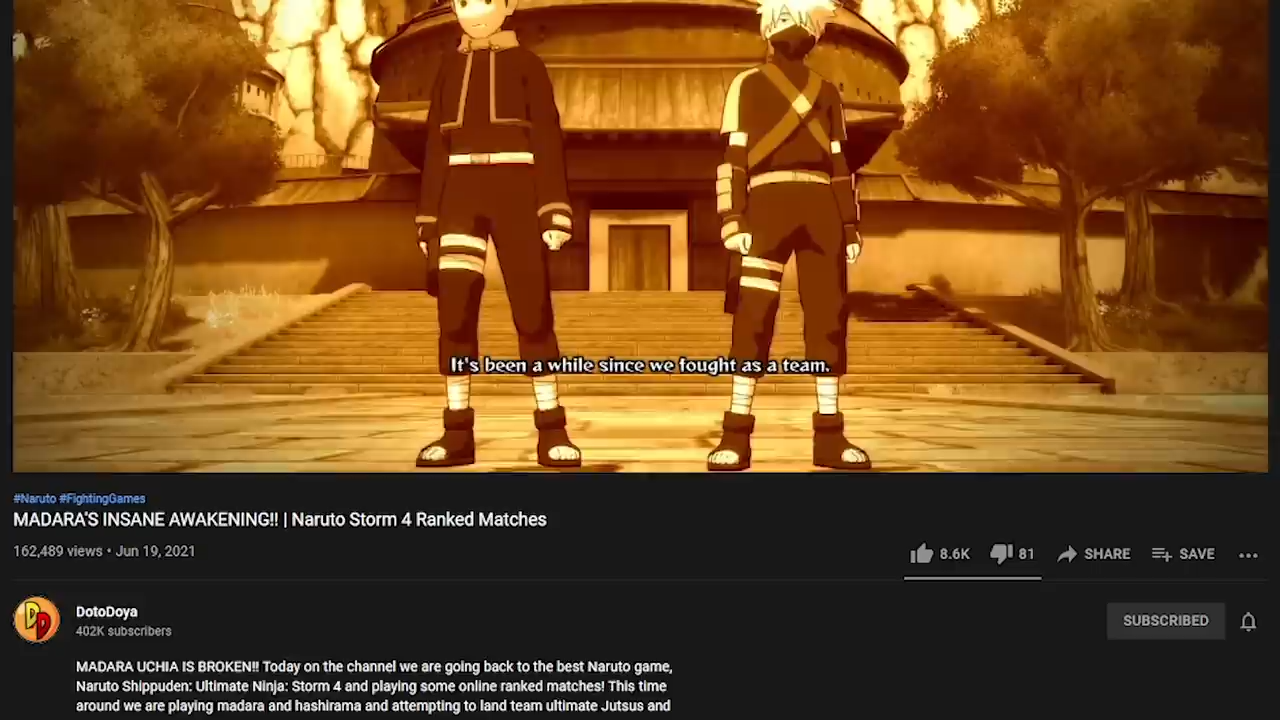 It's been a while since we fought as a team.
#Naruto #FightingGames
MADARA'S INSANE AWAKENING!! | Naruto Storm 4 Ranked Matches
162,489 views • Jun 19, 2021
8.6K 81 SHARE SAVE
DD
DotoDoya
402K subscribers
SUBSCRIBED
MADARA UCHIA IS BROKEN!! Today on the channel we are going back to the best Naruto game,
Naruto Shippuden: Ultimate Ninja: Storm 4 and playing some online ranked matches! This time
around we are playing madara and hashirama and attempting to land team ultimate Jutsus and